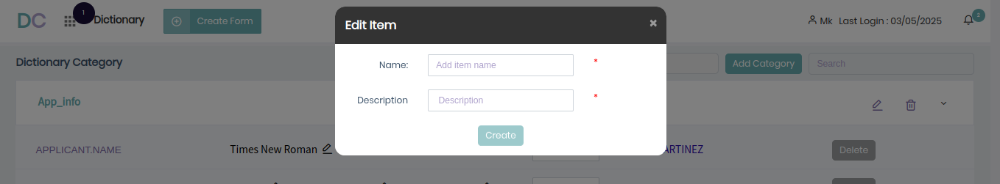 DC
1
Dictionary
Create Form
Mk Last Login : 03/05/2025
2
Edit Item
×
Name:
Add item name
*
Description
Description
*
Create
Dictionary Category
Add Category
Search
App_info
APPLICANT.NAME
Times New Roman
ARTINEZ
Delete